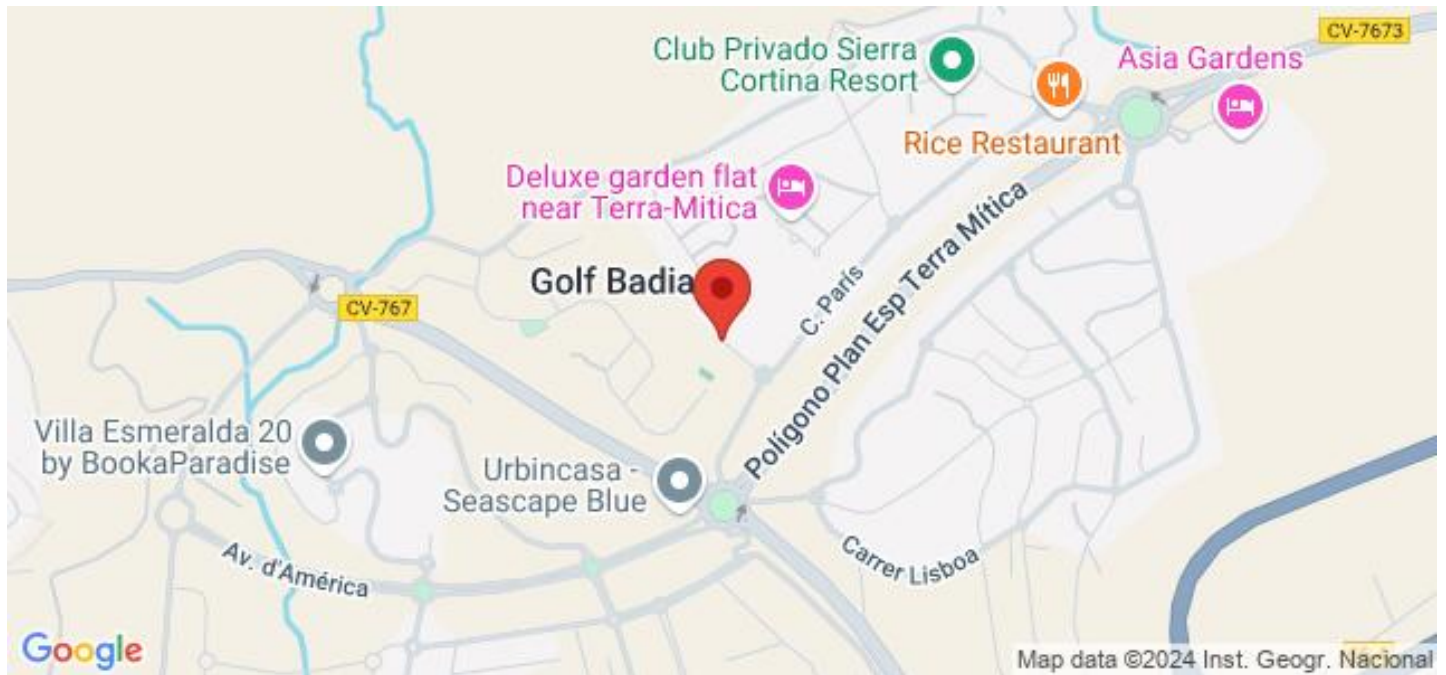 CV-7673
Club Privado Sierra
Cortina Resort
Asia Gardens
Rice Restaurant
Deluxe garden flat
near Terra-Mitica
Golf Badia
CV-767
C. París
Polígono Plan Esp Terra Mítica
Villa Esmeralda 20
by BookaParadise
Urbincasa -
Seascape Blue
Av. d'América
Carrer Lisboa
Google
Map data ©2024 Inst. Geogr. Nacional